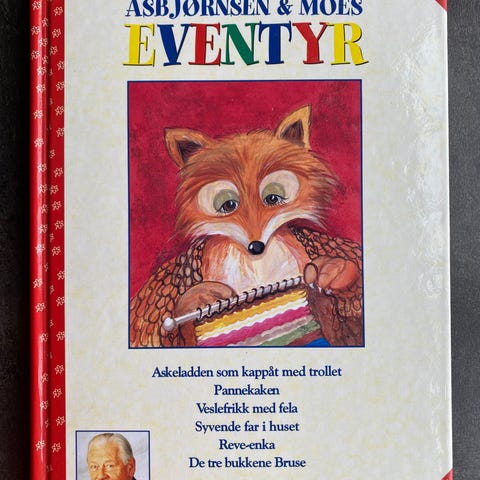 ASBJØRNSEN & MOES
EVENTYR
Askeladden som kappåt med trollet
Pannekaken
Veslefrikk med fela
Syvende far i huset
Reve-enka
De tre bukkene Bruse